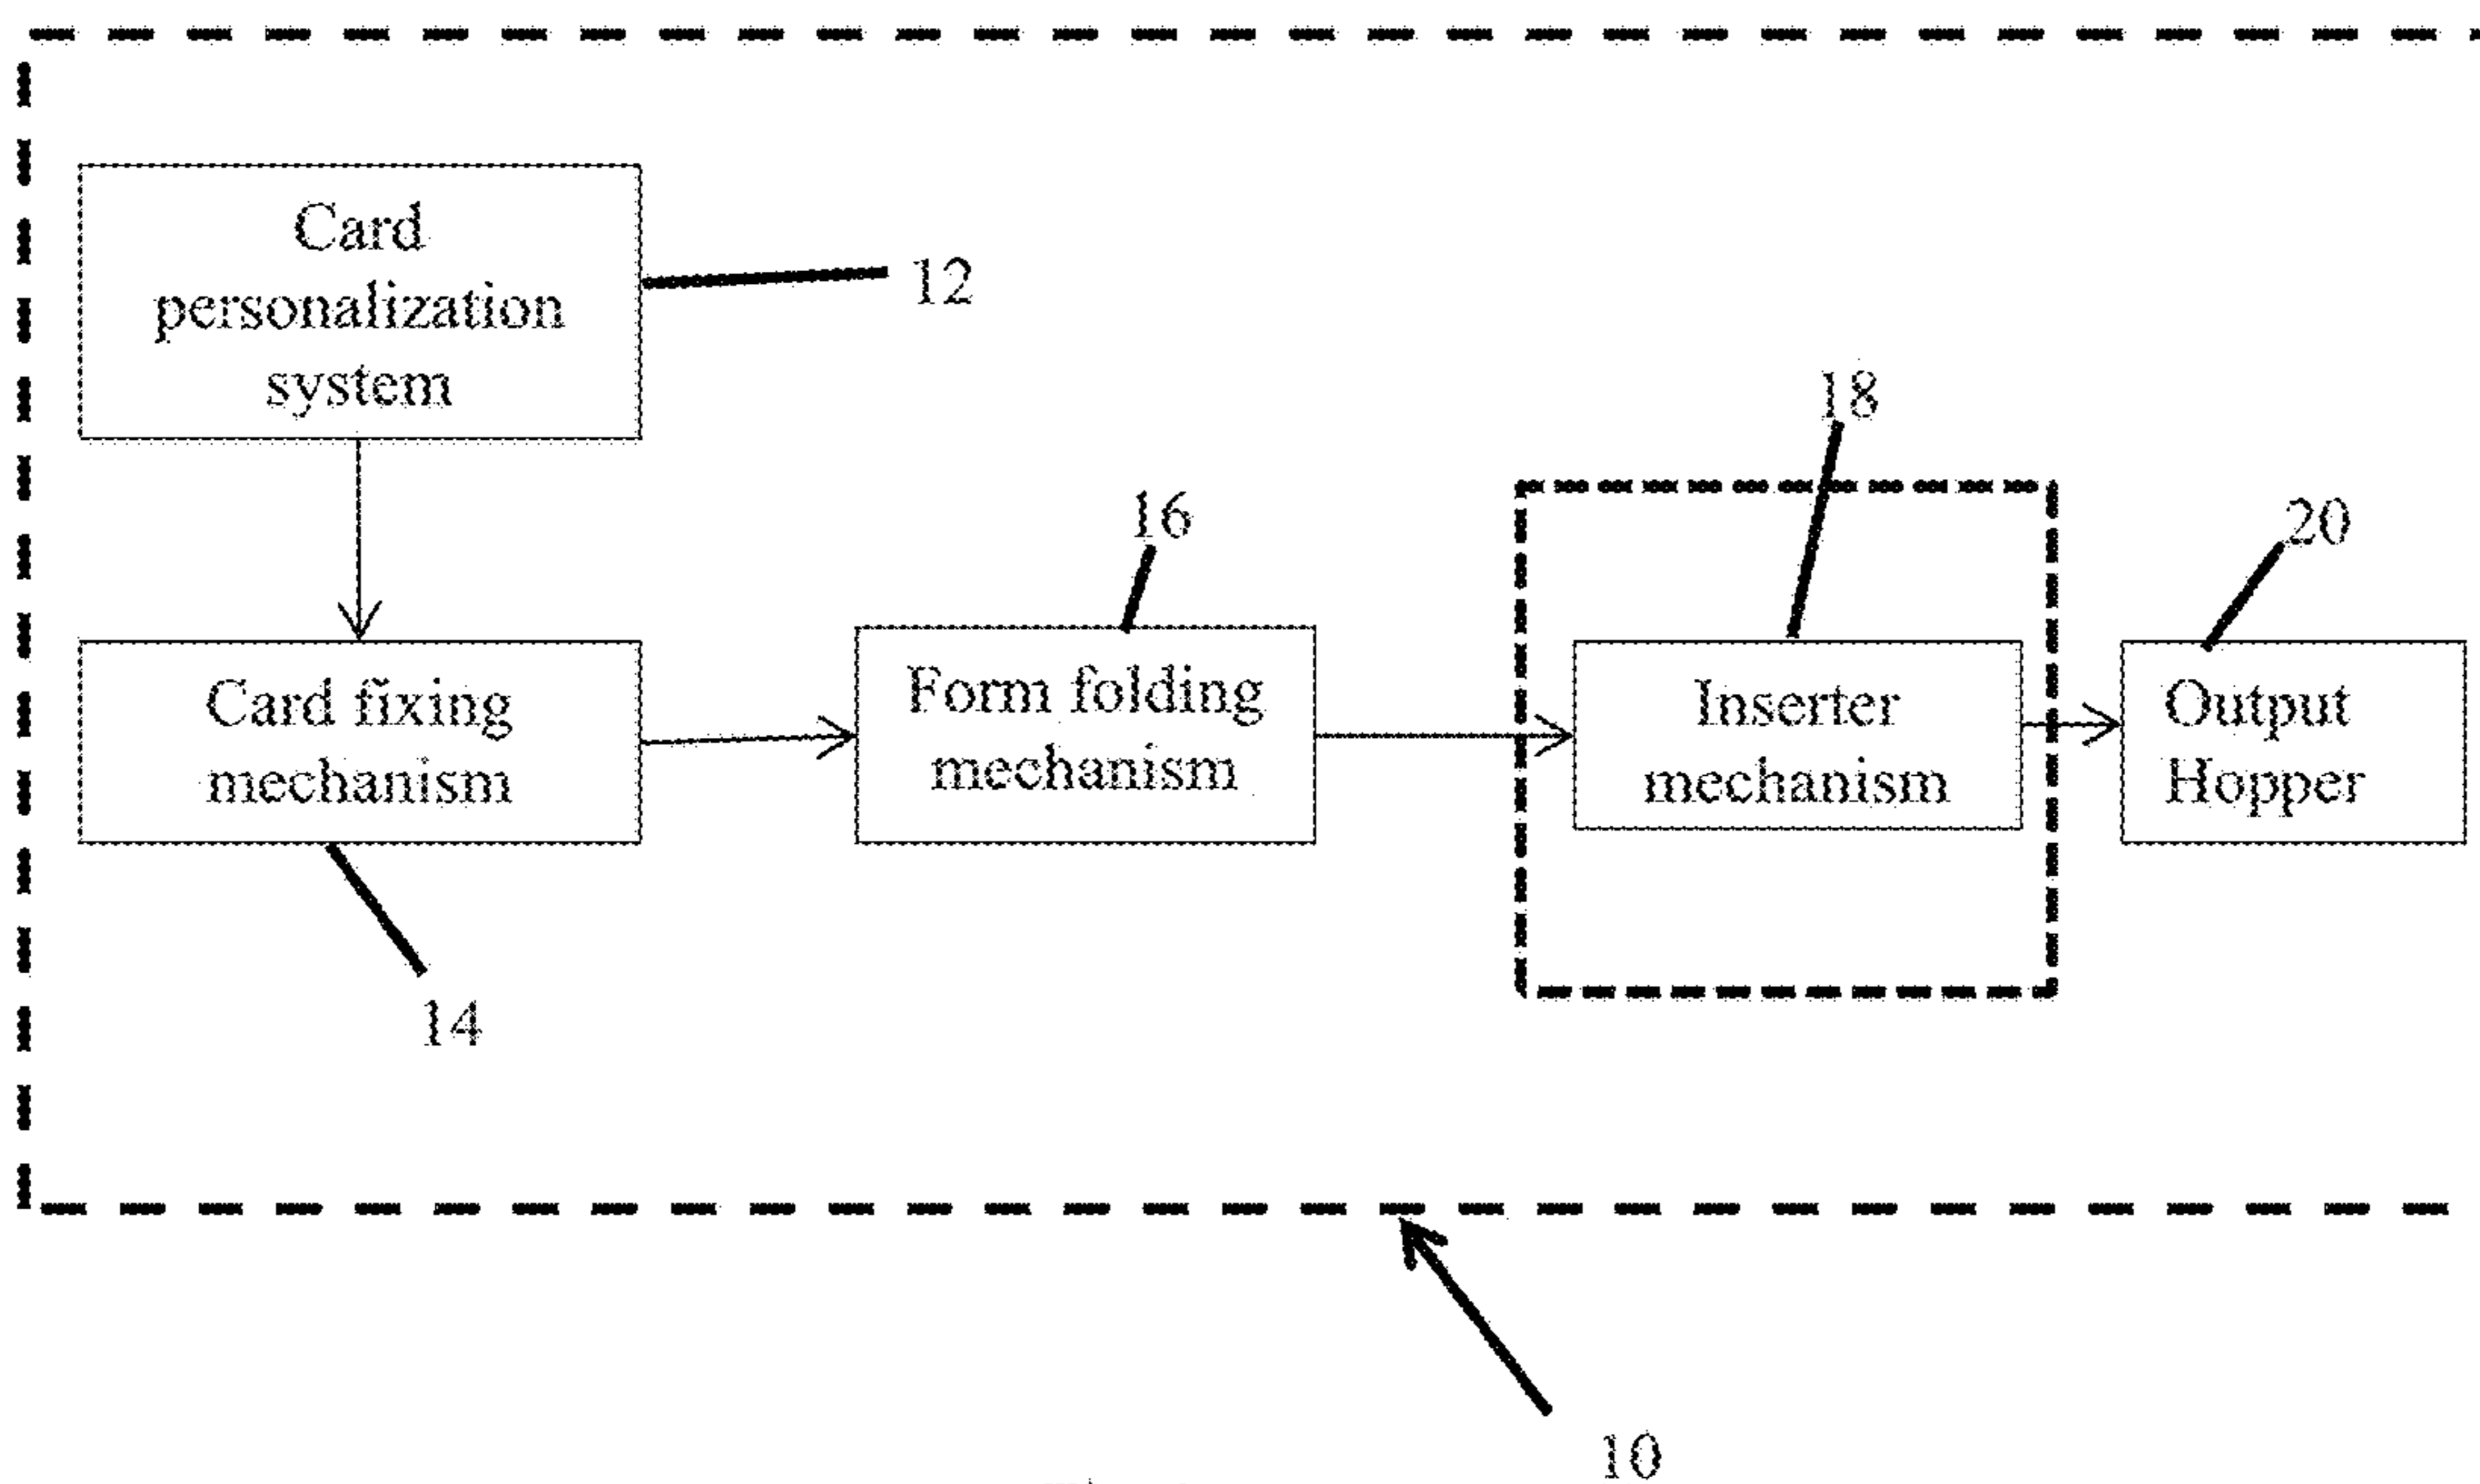 Card
personalization
system
12
18
16
20
Card fixing
mechanism
Form folding
mechanism
Inserter
mechanism
Output
Hopper
14
10